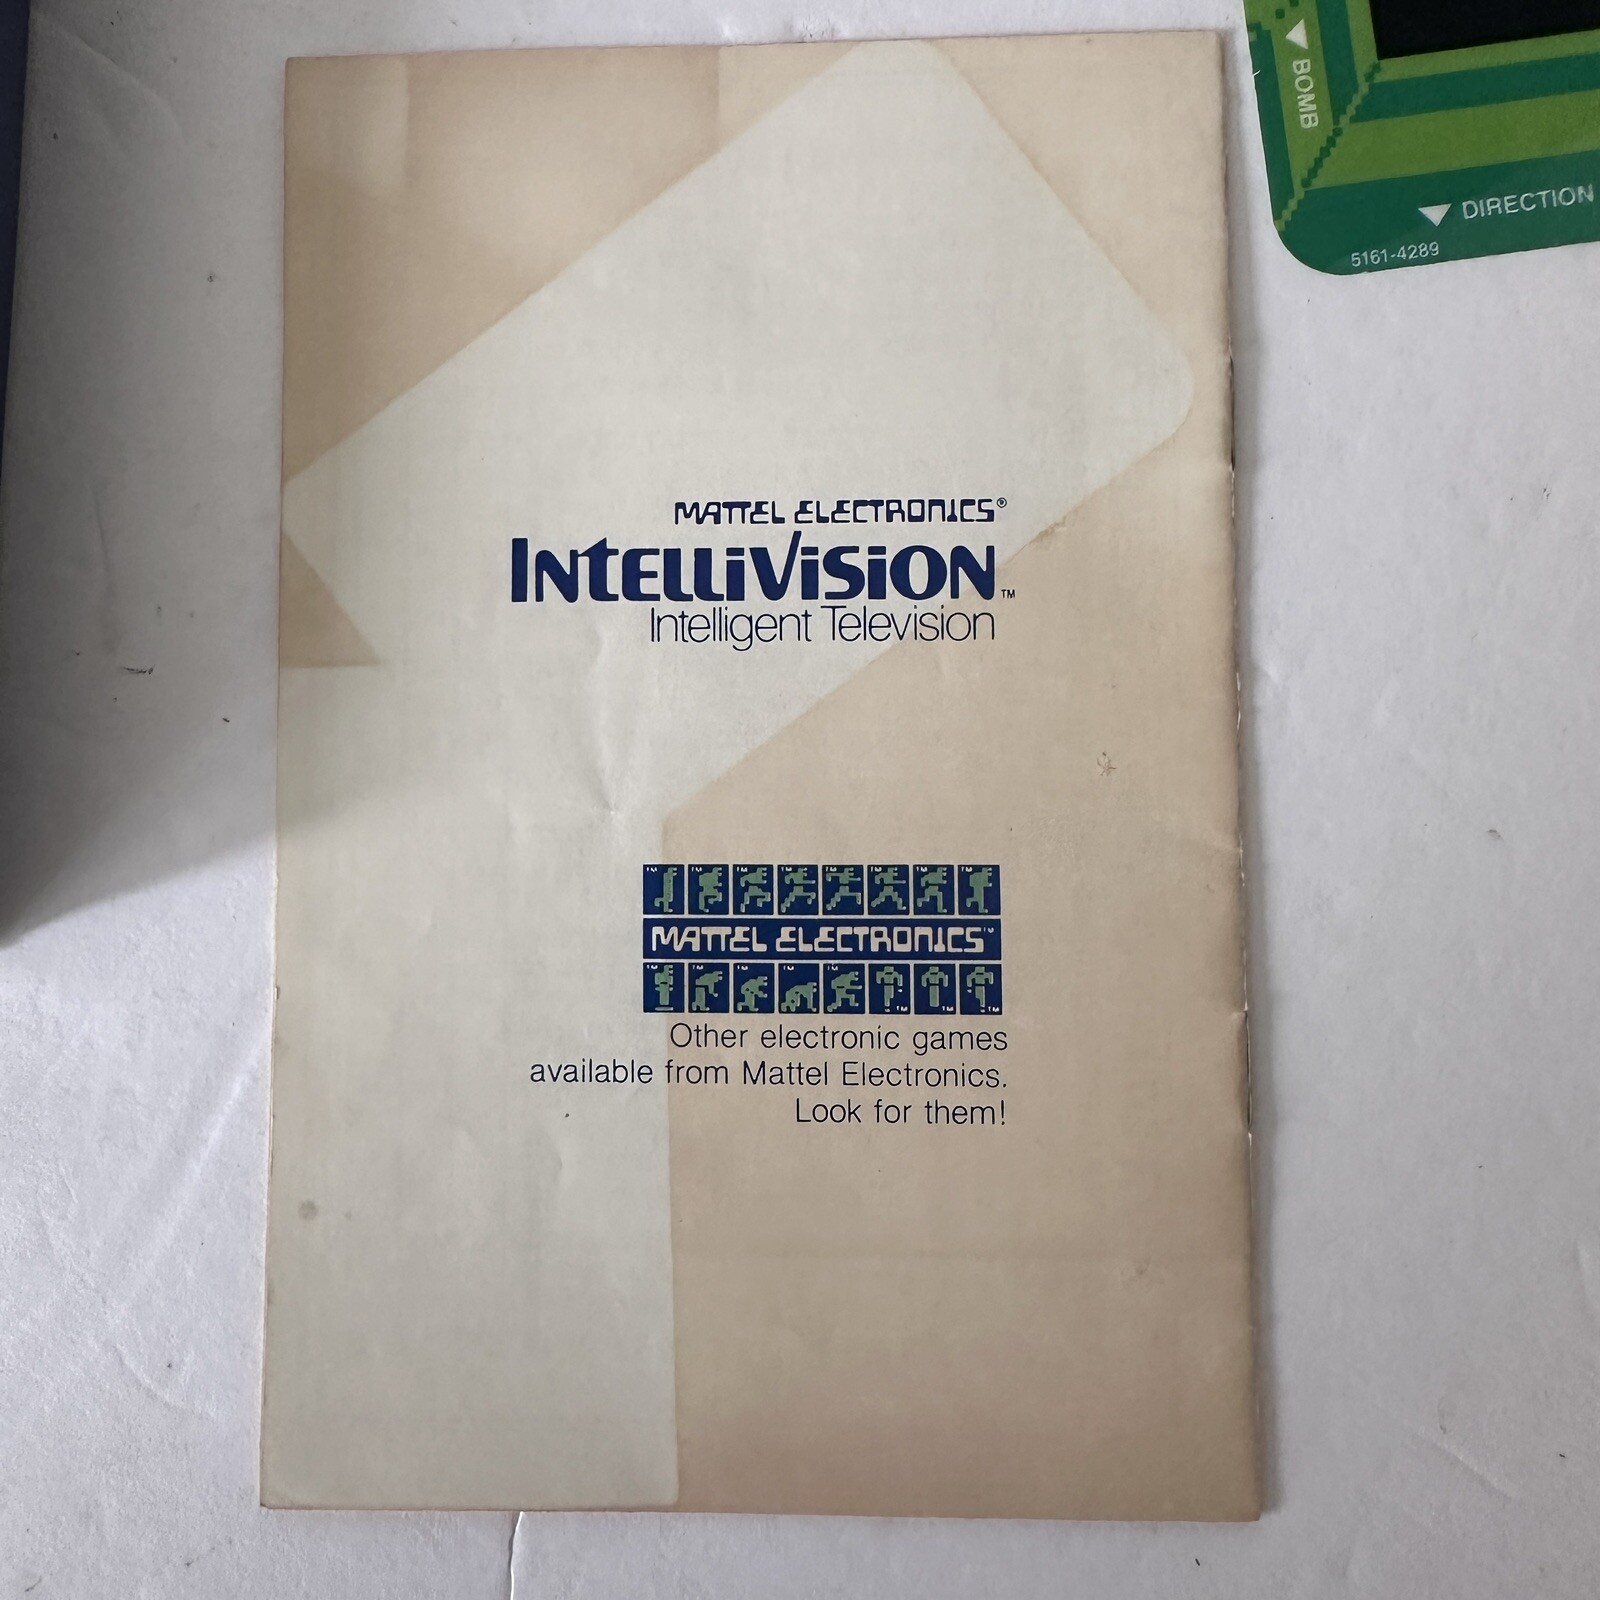 BOMB
DIRECTION
5161-4289
MATTEL ELECTRONICS®
INTELLIVISION™
Intelligent Television
MATTEL ELECTRONICS™
Other electronic games
available from Mattel Electronics.
Look for them!